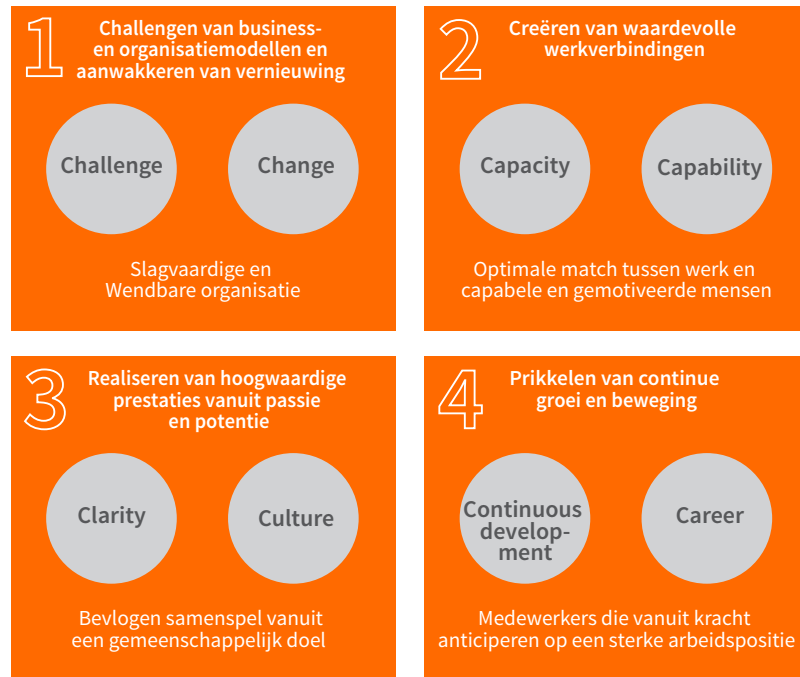 1
Challengen van business-
en organisatiemodellen en
aanwakkeren van vernieuwing
Challenge
Change
Slagvaardige en
Wendbare organisatie
2
Creëren van waardevolle
werkverbindingen
Capacity
Capability
Optimale match tussen werk en
capabele en gemotiveerde mensen
3
Realiseren van hoogwaardige
prestaties vanuit passie
en potentie
Clarity
Culture
Bevlogen samenspel vanuit
een gemeenschappelijk doel
4
Prikkelen van continue
groei en beweging
Continuous
develop-
ment
Career
Medewerkers die vanuit kracht
anticiperen op een sterke arbeidspositie